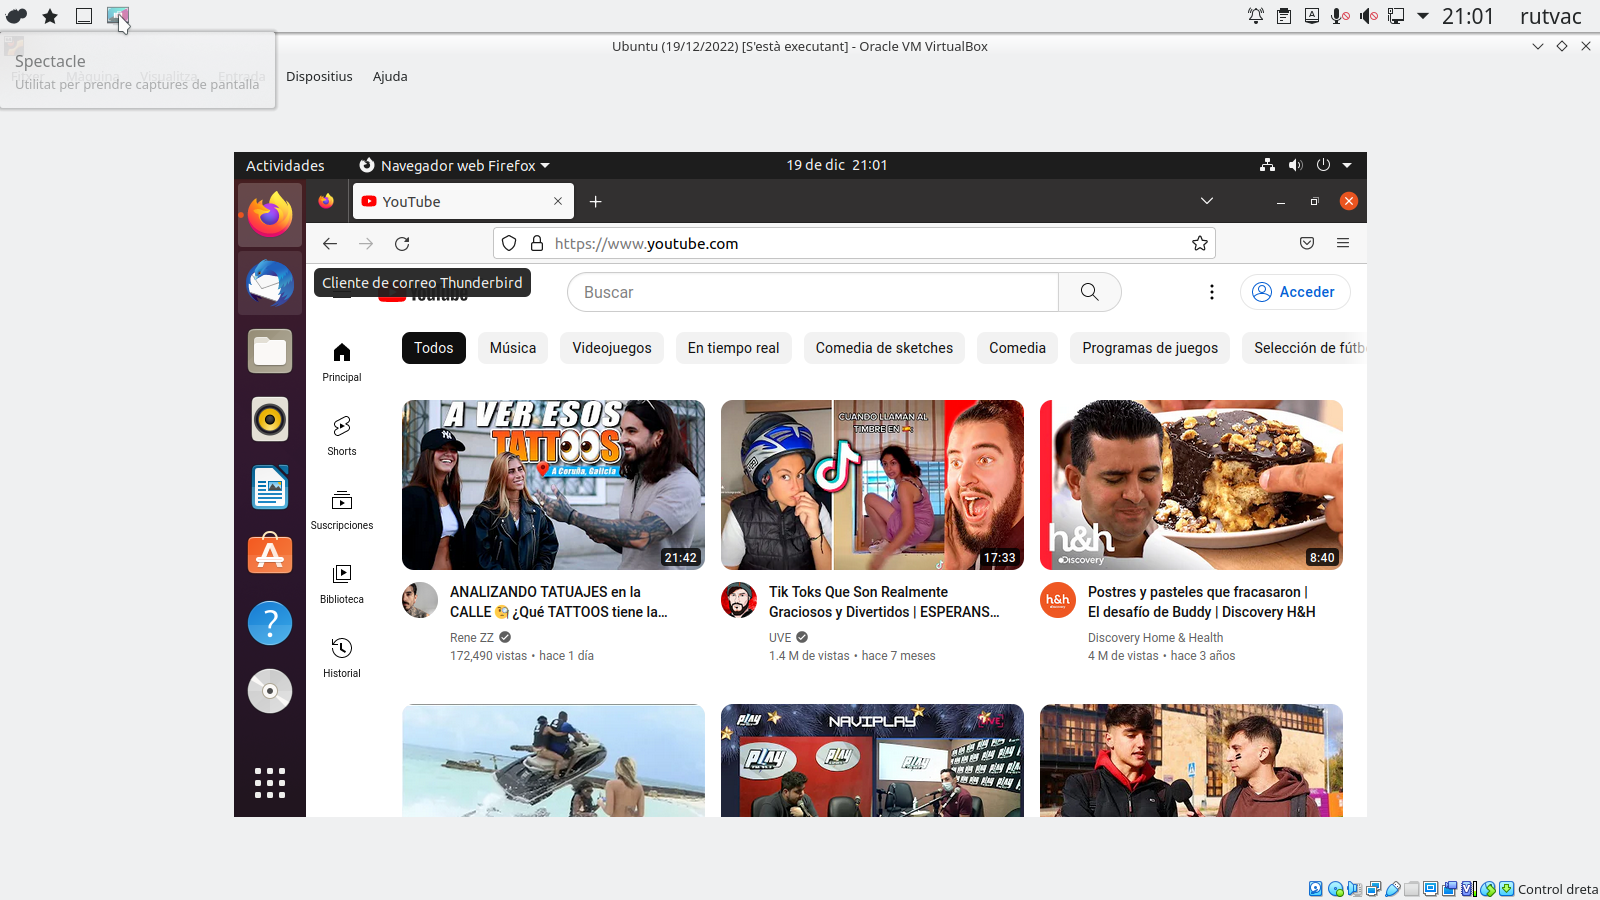 21:01
rutvac
Ubuntu (19/12/2022) [S'està executant] - Oracle VM VirtualBox
Spectacle
Utilitat per prendre captures de pantalla
Fitxer Màquina Visualitza Entrada Dispositius Ajuda
Actividades
Navegador web Firefox
19 de dic 21:01
YouTube
https://www.youtube.com
Cliente de correo Thunderbird
YouTube
Buscar
Acceder
Todos
Música
Videojuegos
En tiempo real
Comedia de sketches
Comedia
Programas de juegos
Selección de fútb
Principal
Shorts
Suscripciones
Biblioteca
Historial
A VER ESOS
TATTOOS
A Coruña, Galicia
21:42
CUANDO LLAMAN AL
TIMBRE EN
17:33
h&h
Discovery
8:40
ANALIZANDO TATUAJES en la
CALLE 🧐 ¿Qué TATTOOS tiene la...
Rene ZZ
172,490 vistas • hace 1 día
Tik Toks Que Son Realmente
Graciosos y Divertidos | ESPERANS...
UVE
1.4 M de vistas • hace 7 meses
h&h
Postres y pasteles que fracasaron |
El desafío de Buddy | Discovery H&H
Discovery Home & Health
4 M de vistas • hace 3 años
PLAY
NAVIPLAY
LIVE
PLAY
PLAY
PLAY
Control dreta